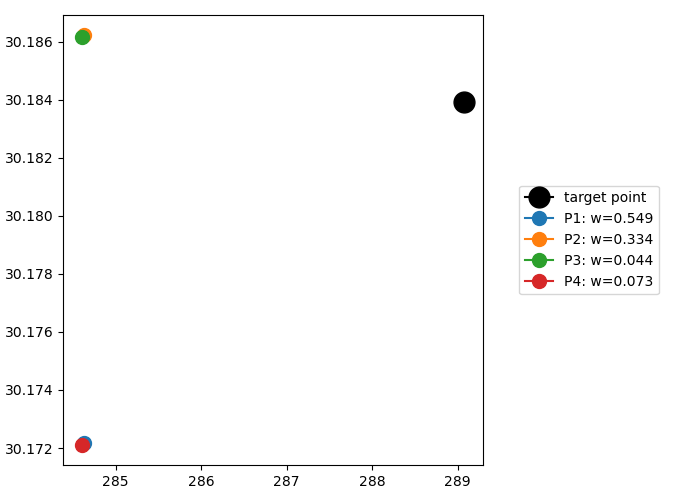 30.186
30.184
30.182
30.180
30.178
30.176
30.174
30.172
285
286
287
288
289
target point
P1: w=0.549
P2: w=0.334
P3: w=0.044
P4: w=0.073